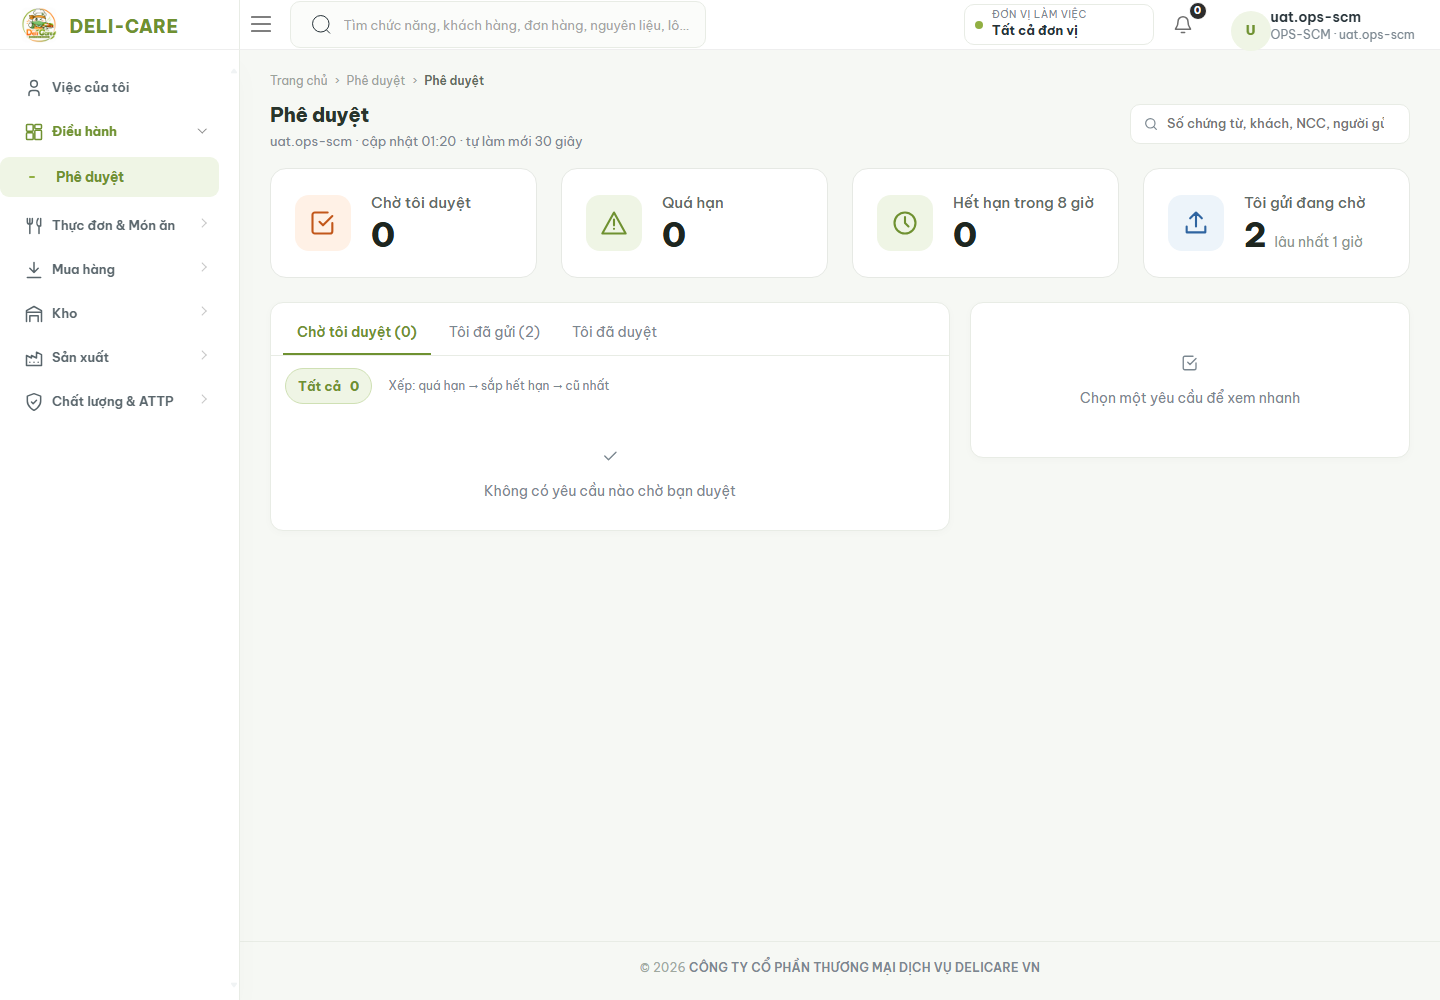 DELI-CARE
Tìm chức năng, khách hàng, đơn hàng, nguyên liệu, lô...
ĐƠN VỊ LÀM VIỆC
Tất cả đơn vị
0
U
uat.ops-scm
OPS-SCM · uat.ops-scm
Việc của tôi
Điều hành
Phê duyệt
Thực đơn & Món ăn
Mua hàng
Kho
Sản xuất
Chất lượng & ATTP
Trang chủ › Phê duyệt › Phê duyệt
Phê duyệt
uat.ops-scm · cập nhật 01:20 · tự làm mới 30 giây
Số chứng từ, khách, NCC, người gử
Chờ tôi duyệt
0
Quá hạn
0
Hết hạn trong 8 giờ
0
Tôi gửi đang chờ
2 lâu nhất 1 giờ
Chờ tôi duyệt (0)
Tôi đã gửi (2)
Tôi đã duyệt
Tất cả 0
Xếp: quá hạn → sắp hết hạn → cũ nhất
Không có yêu cầu nào chờ bạn duyệt
Chọn một yêu cầu để xem nhanh
© 2026 CÔNG TY CỔ PHẦN THƯƠNG MẠI DỊCH VỤ DELICARE VN